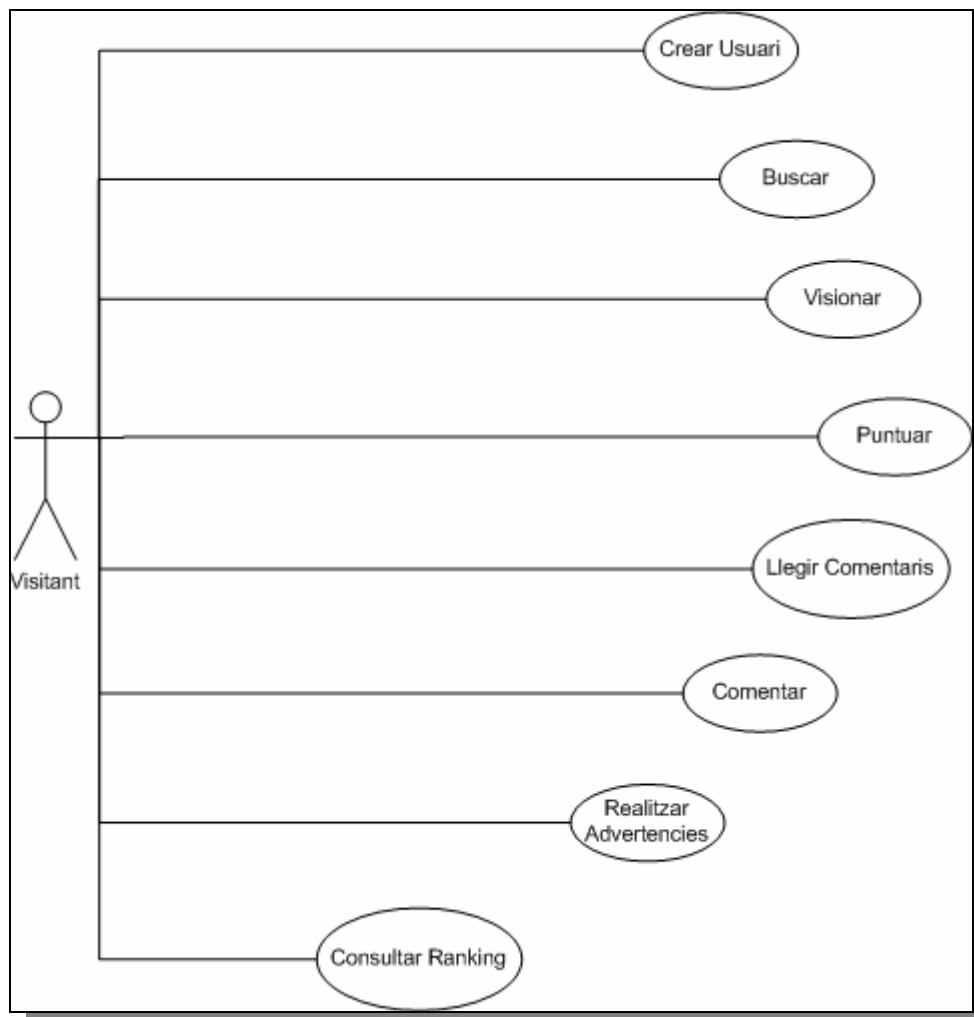 Crear Usuari
Buscar
Visionar
Puntuar
Llegir Comentaris
Visitant
Comentar
Realitzar
Advertencies
Consultar Ranking